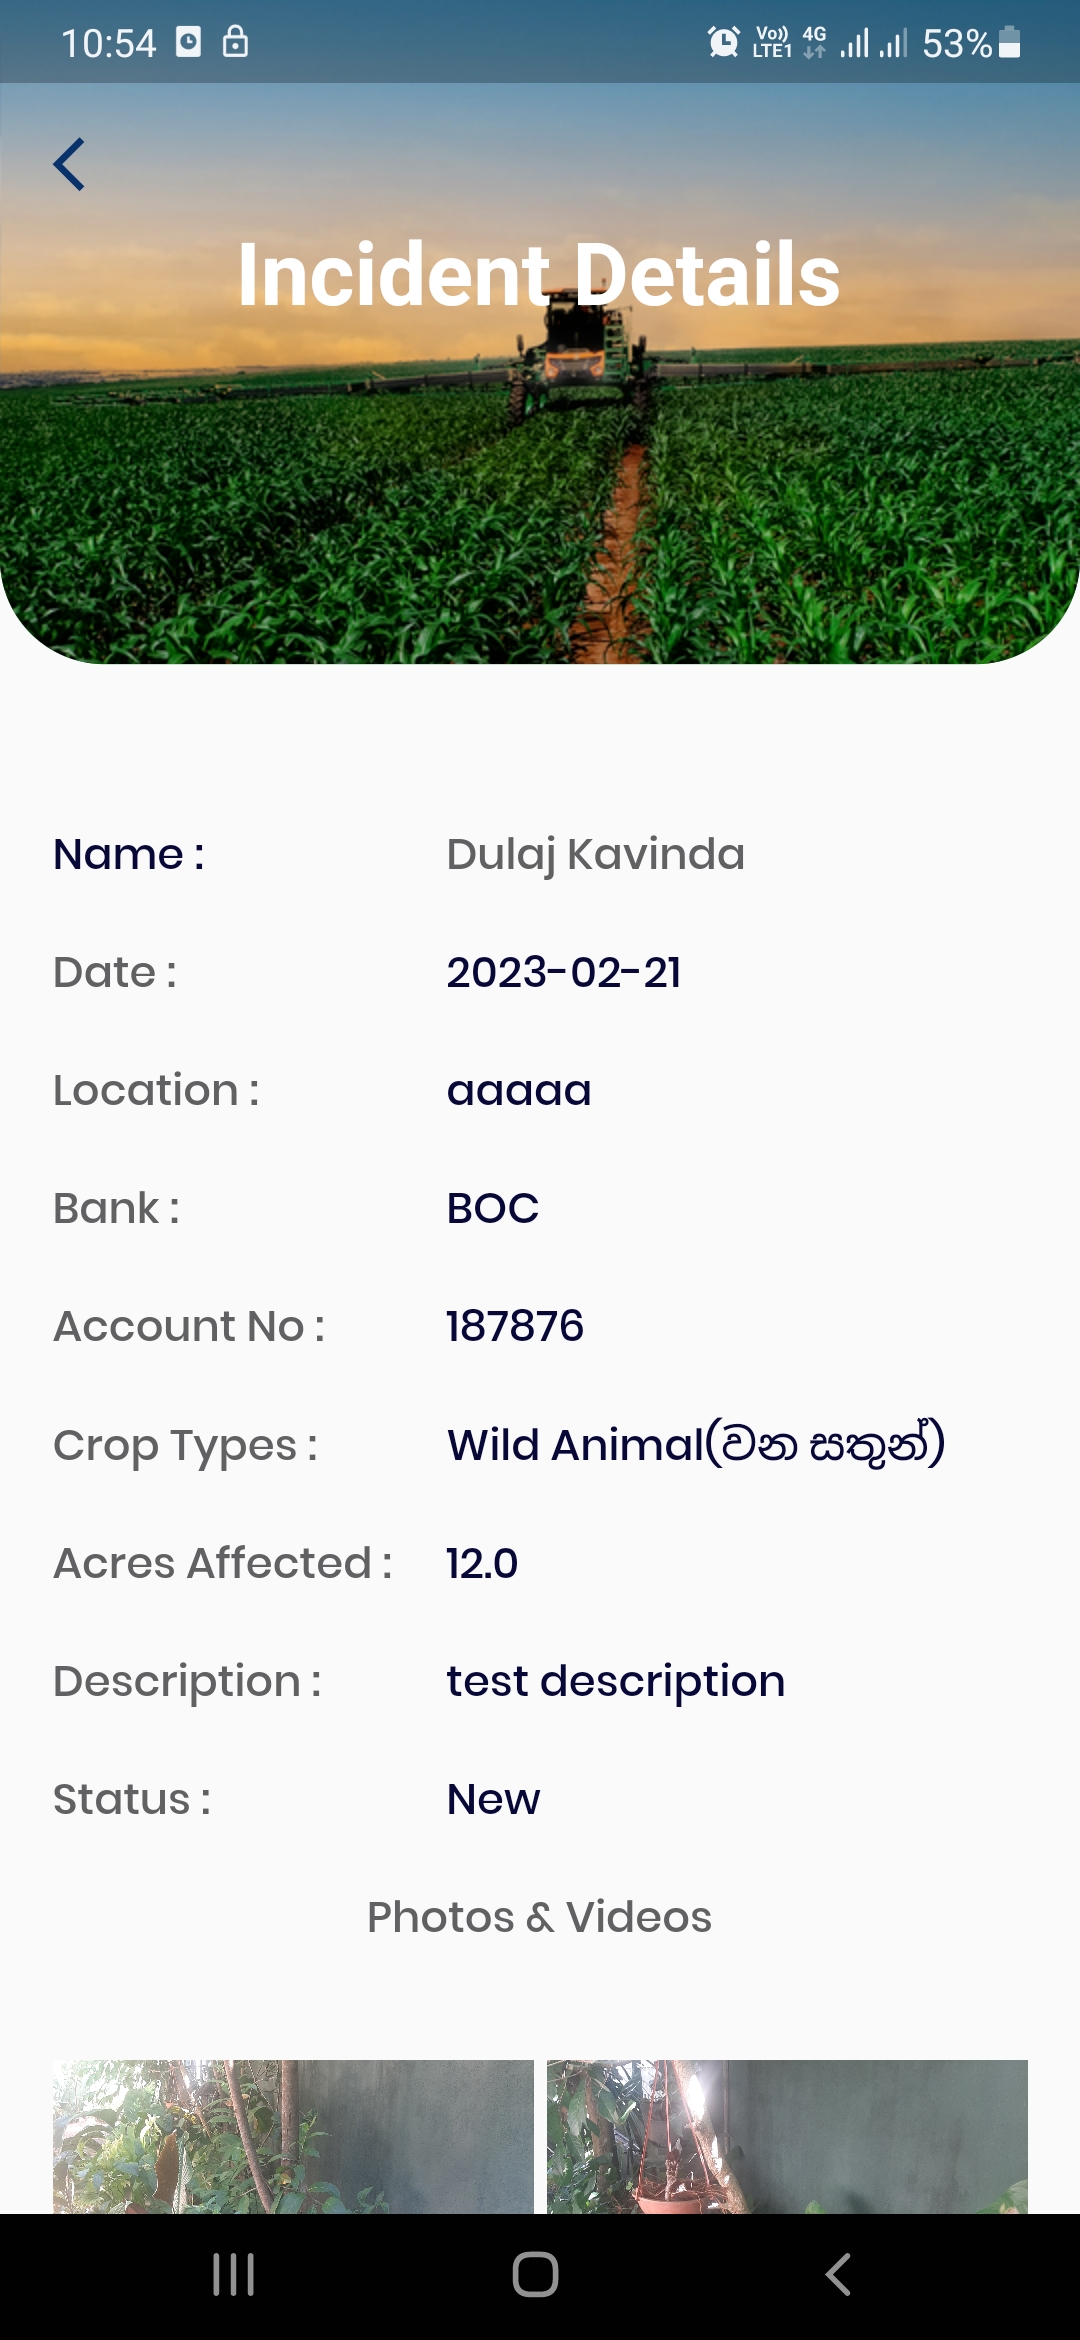 10:54 Vo)) LTE1 4G 53%
Incident Details
Name : Dulaj Kavinda
Date : 2023-02-21
Location : aaaaa
Bank : BOC
Account No : 187876
Crop Types : Wild Animal(වන සතුන්)
Acres Affected : 12.0
Description : test description
Status : New
Photos & Videos